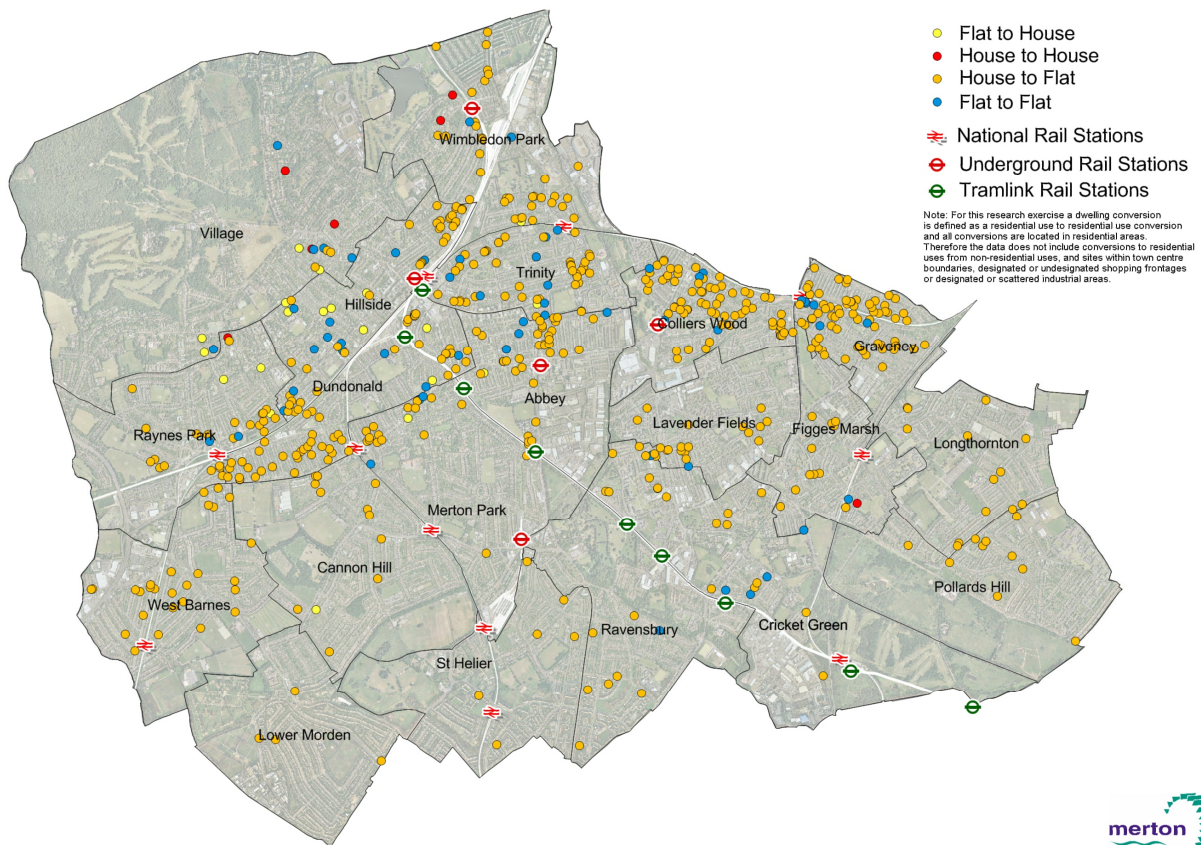 Flat to House
House to House
House to Flat
Flat to Flat
National Rail Stations
Underground Rail Stations
Tramlink Rail Stations
Note: For this research exercise a dwelling conversion
is defined as a residential use to residential use conversion
and all conversions are located in residential areas.
Therefore the data does not include conversions to residential
uses from non-residential uses, and sites within town centre
boundaries, designated or undesignated shopping frontages
or designated or scattered industrial areas.
Wimbledon Park
Village
Trinity
Hillside
Colliers Wood
Graveney
Dundonald
Abbey
Lavender Fields
Figges Marsh
Raynes Park
Longthornton
Merton Park
Cannon Hill
Pollards Hill
West Barnes
Ravensbury
Cricket Green
St Helier
Lower Morden
merton